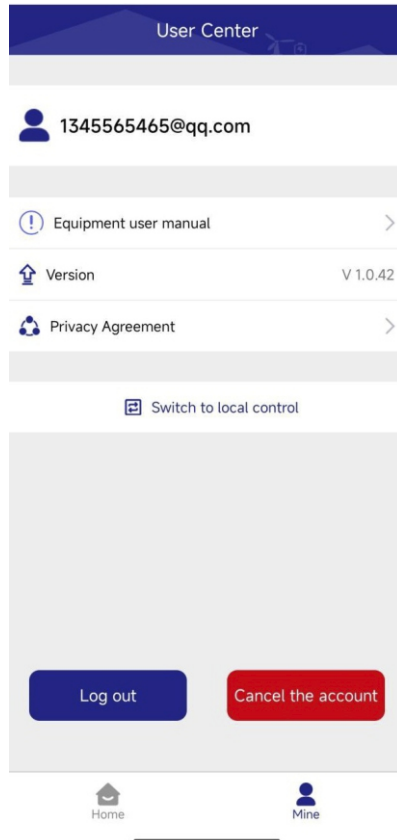 User Center
1345565465@qq.com
Equipment user manual
Version V 1.0.42
Privacy Agreement
Switch to local control
Log out Cancel the account
Home Mine